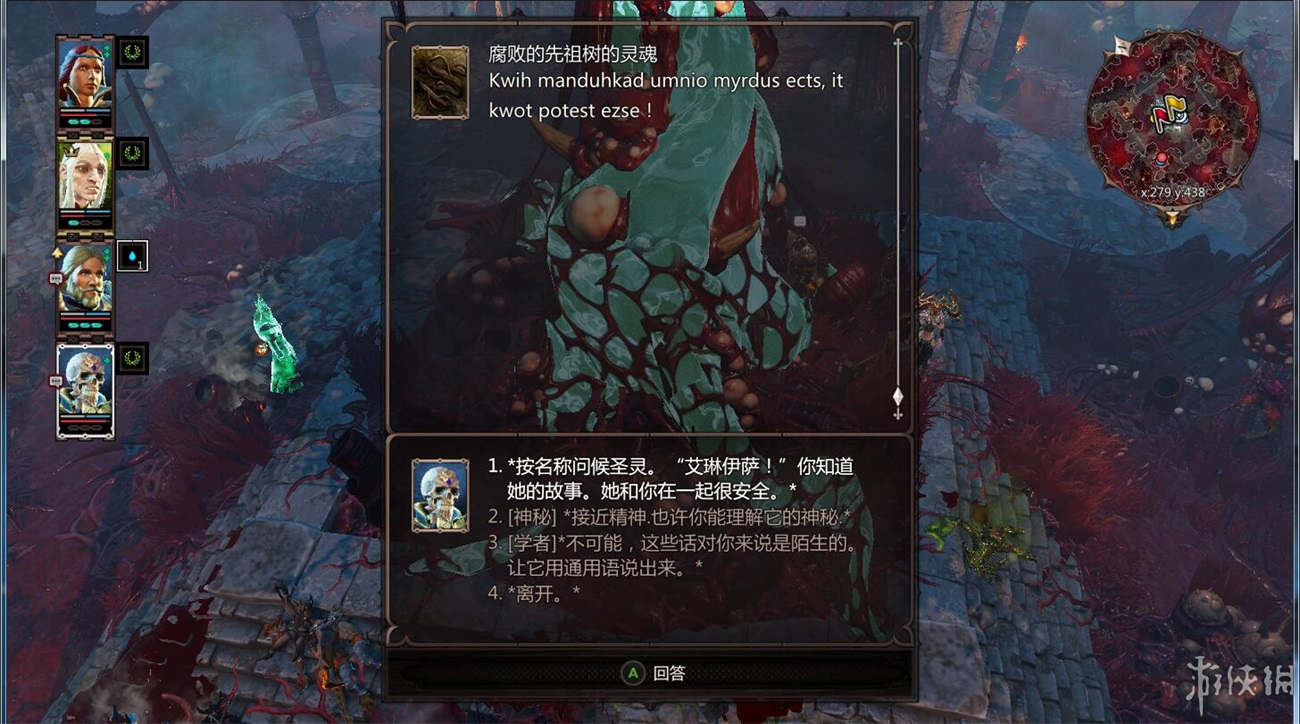 腐败的先祖树的灵魂
Kwih manduhkad umnio myrdus ects, it
kwot potest ezse !
x:279 y:438
1
1. *按名称问候圣灵。“艾琳伊萨！”你知道
她的故事。她和你在一起很安全。*
2. [神秘] *接近精神.也许你能理解它的神秘.*
3. [学者]*不可能，这些话对你来说是陌生的。
让它用通用语说出来。*
4. *离开。*
A 回答
游侠网